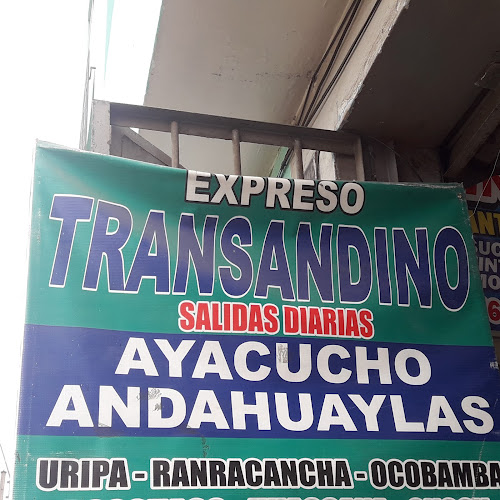 EXPRESO
TRANSANDINO
SALIDAS DIARIAS
AYACUCHO
ANDAHUAYLAS
URIPA - RANRACANCHA - OCOBAMBA